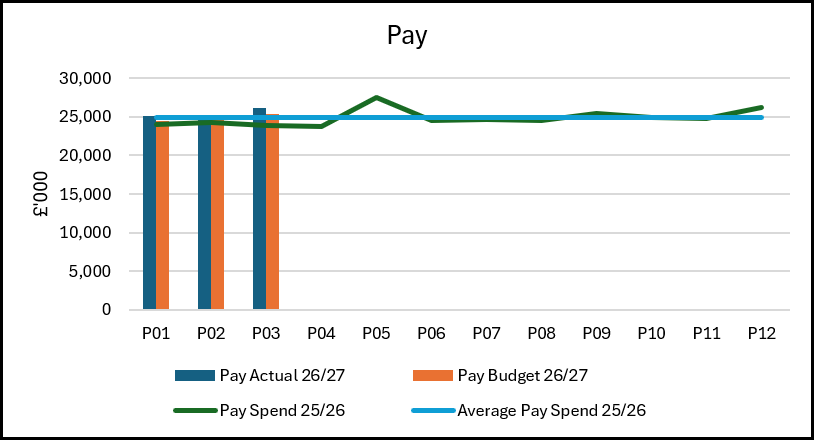 Pay
30,000
25,000
20,000
15,000
10,000
5,000
0
£'000
P01 P02 P03 P04 P05 P06 P07 P08 P09 P10 P11 P12
Pay Actual 26/27 Pay Budget 26/27
Pay Spend 25/26 Average Pay Spend 25/26